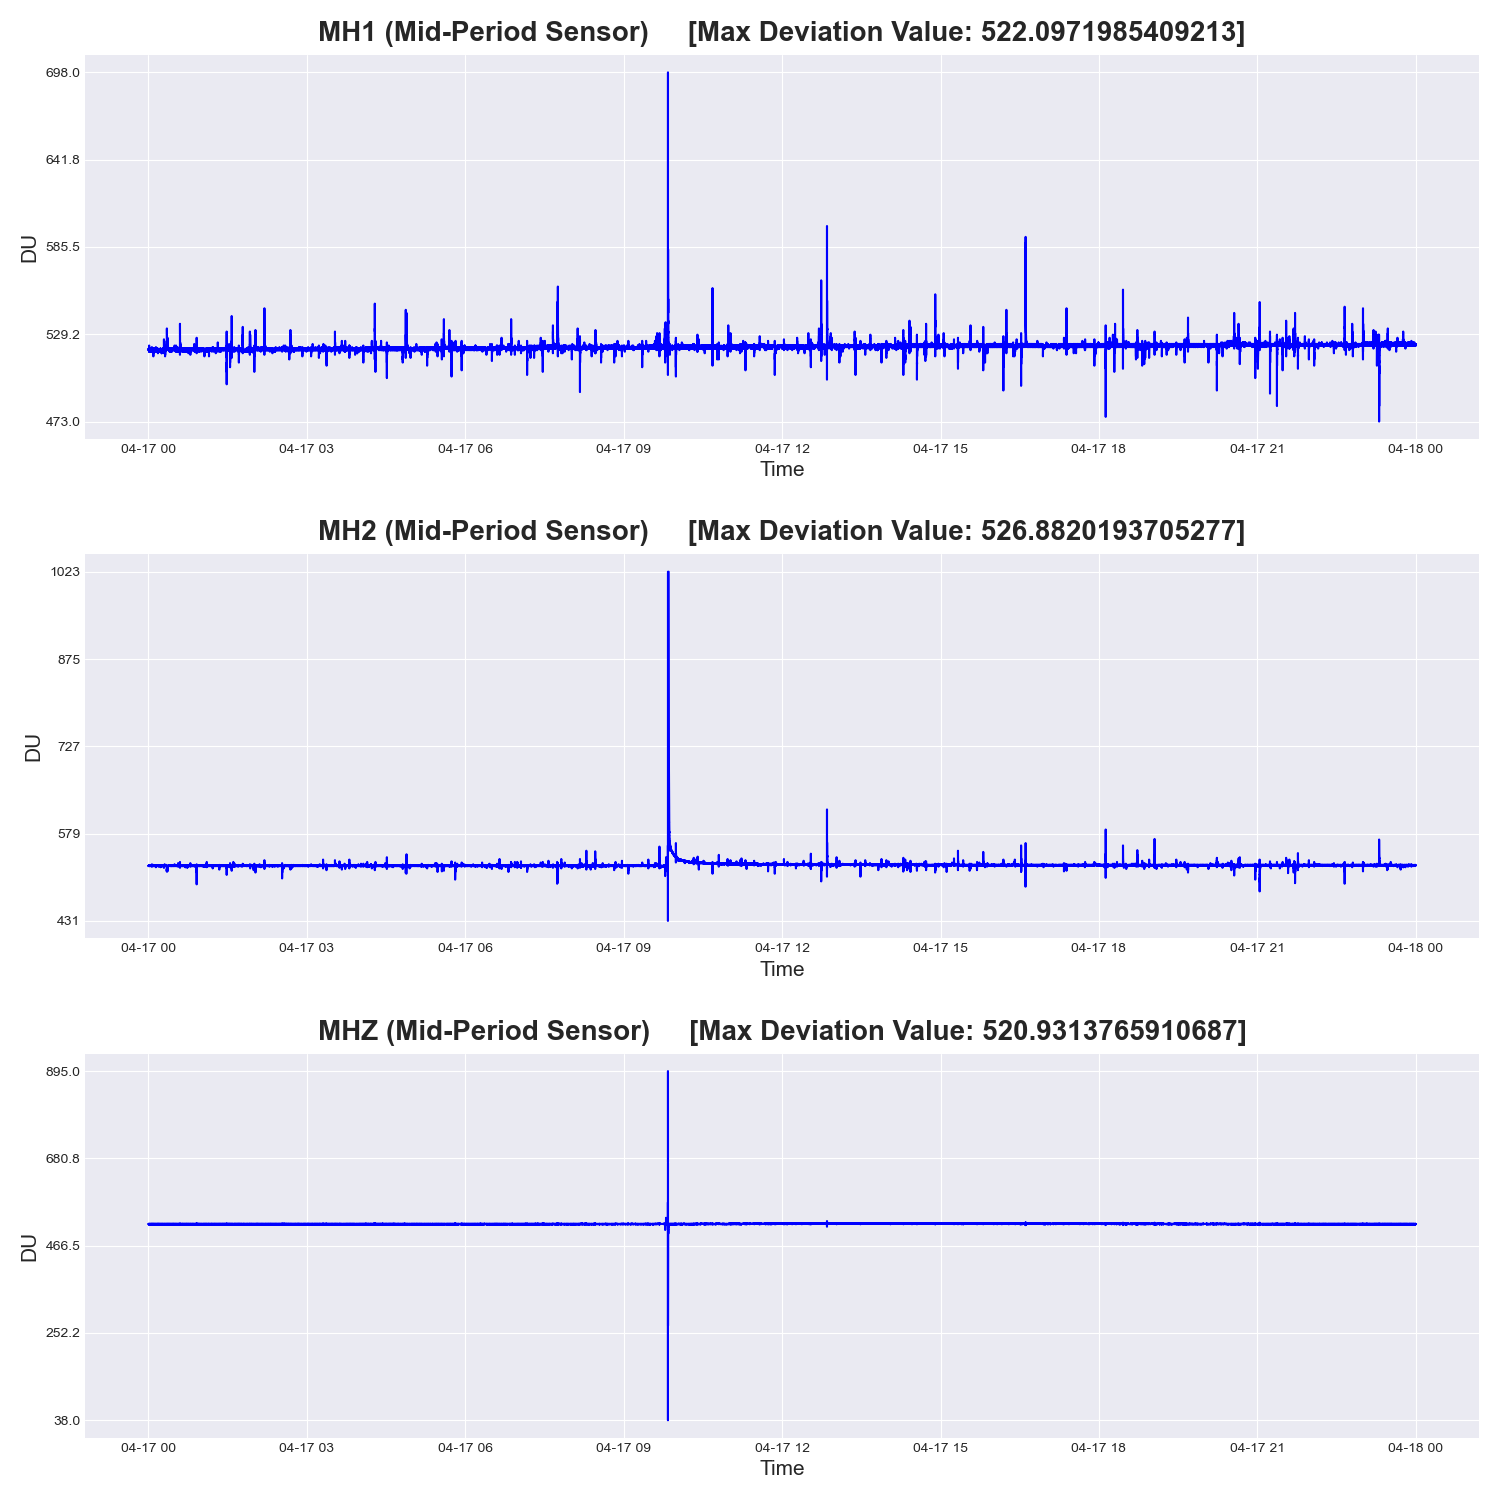 MH1 (Mid-Period Sensor) [Max Deviation Value: 522.0971985409213]
698.0
641.8
585.5
529.2
473.0
DU
04-17 00 04-17 03 04-17 06 04-17 09 04-17 12 04-17 15 04-17 18 04-17 21 04-18 00
Time
MH2 (Mid-Period Sensor) [Max Deviation Value: 526.8820193705277]
1023
875
727
579
431
DU
04-17 00 04-17 03 04-17 06 04-17 09 04-17 12 04-17 15 04-17 18 04-17 21 04-18 00
Time
MHZ (Mid-Period Sensor) [Max Deviation Value: 520.9313765910687]
895.0
680.8
466.5
252.2
38.0
DU
04-17 00 04-17 03 04-17 06 04-17 09 04-17 12 04-17 15 04-17 18 04-17 21 04-18 00
Time